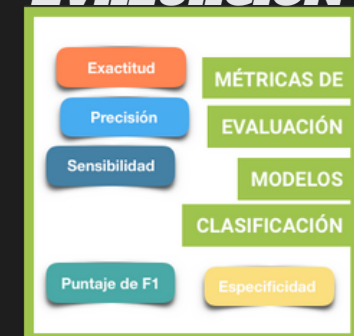 Exactitud
Precisión
Sensibilidad
MÉTRICAS DE
EVALUACIÓN
MODELOS
CLASIFICACIÓN
Puntaje de F1
Especificidad